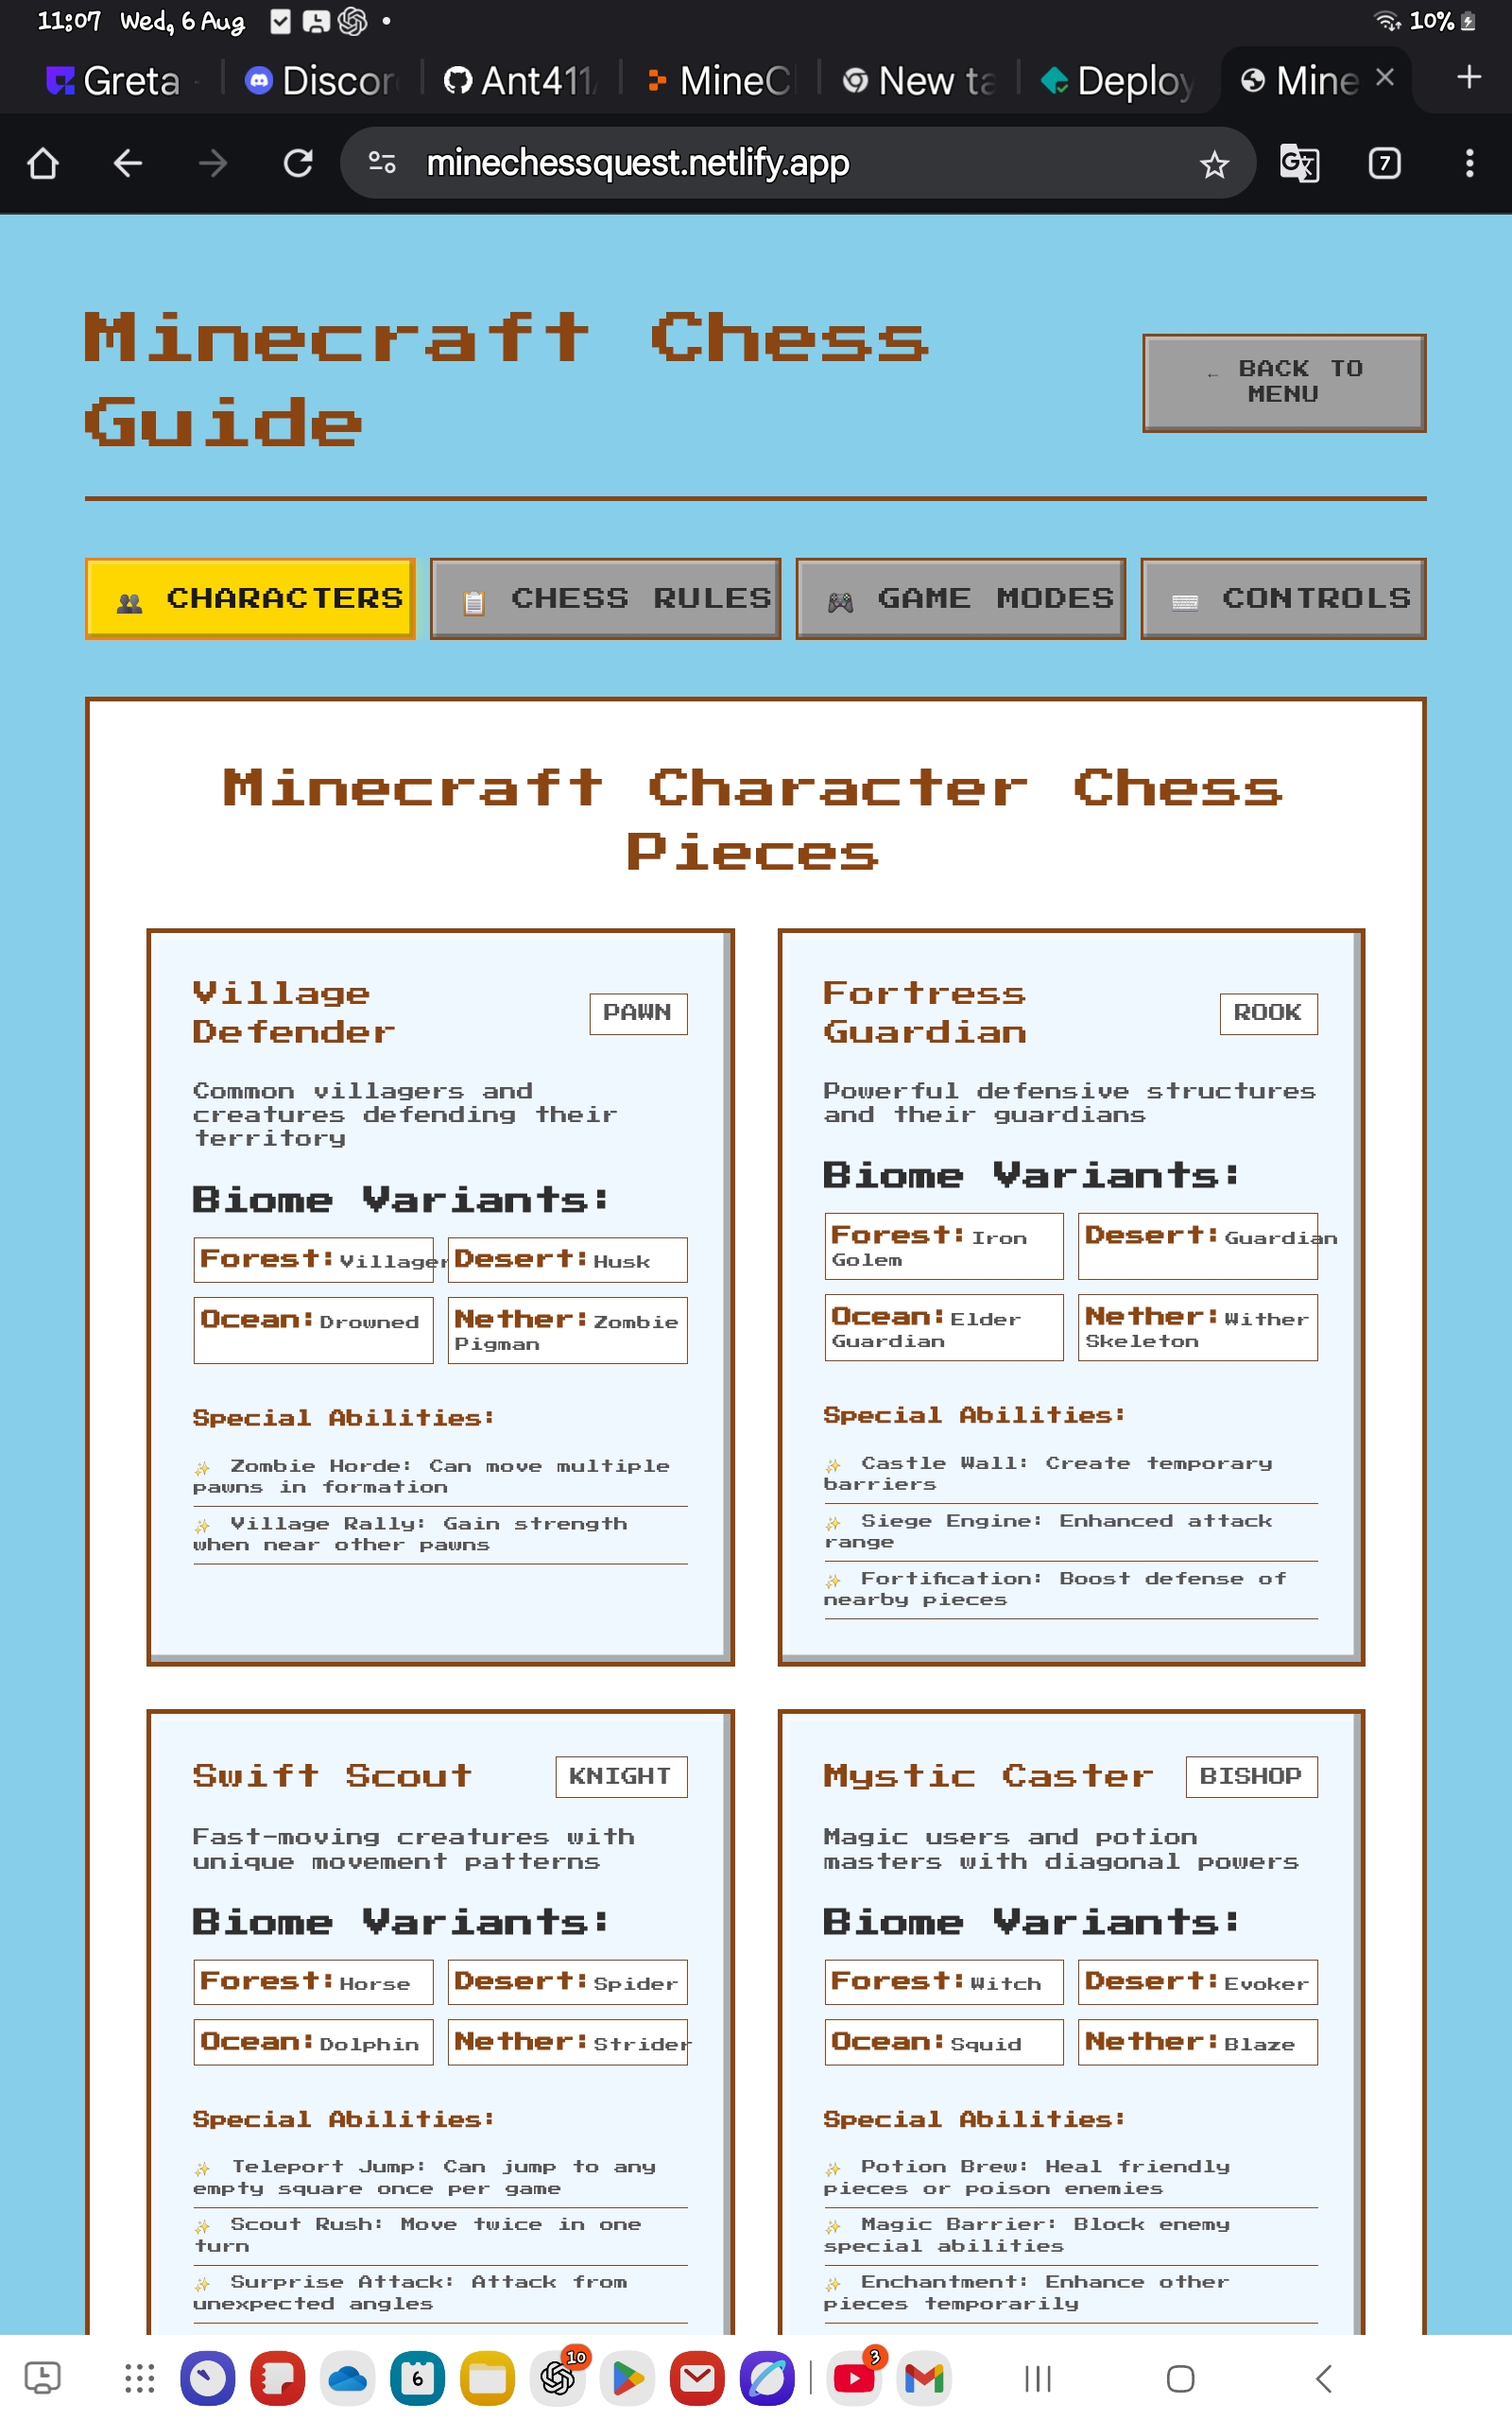 11:07 Wed, 6 Aug
10%
Greta
Discor
Ant411
MineC
New ta
Deploy
Mine
minechessquest.netlify.app
7
Minecraft Chess
Guide
← BACK TO
MENU
👥 CHARACTERS
📋 CHESS RULES
🎮 GAME MODES
⌨️ CONTROLS
Minecraft Character Chess
Pieces
Village
Defender
PAWN
Common villagers and
creatures defending their
territory
Biome Variants:
Forest: Villager
Desert: Husk
Ocean: Drowned
Nether: Zombie
Pigman
Special Abilities:
✨ Zombie Horde: Can move multiple
pawns in formation
✨ Village Rally: Gain strength
when near other pawns
Fortress
Guardian
ROOK
Powerful defensive structures
and their guardians
Biome Variants:
Forest: Iron
Golem
Desert: Guardian
Ocean: Elder
Guardian
Nether: Wither
Skeleton
Special Abilities:
✨ Castle Wall: Create temporary
barriers
✨ Siege Engine: Enhanced attack
range
✨ Fortification: Boost defense of
nearby pieces
Swift Scout
KNIGHT
Fast-moving creatures with
unique movement patterns
Biome Variants:
Forest: Horse
Desert: Spider
Ocean: Dolphin
Nether: Strider
Special Abilities:
✨ Teleport Jump: Can jump to any
empty square once per game
✨ Scout Rush: Move twice in one
turn
✨ Surprise Attack: Attack from
unexpected angles
Mystic Caster
BISHOP
Magic users and potion
masters with diagonal powers
Biome Variants:
Forest: Witch
Desert: Evoker
Ocean: Squid
Nether: Blaze
Special Abilities:
✨ Potion Brew: Heal friendly
pieces or poison enemies
✨ Magic Barrier: Block enemy
special abilities
✨ Enchantment: Enhance other
pieces temporarily
6
10
3